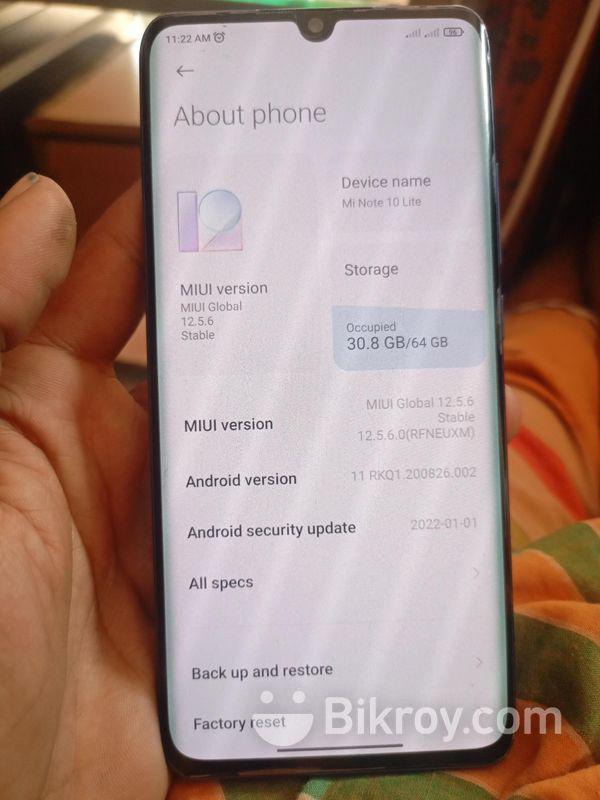 11:22 AM
96
About phone
Device name
Mi Note 10 Lite
MIUI version
MIUI Global
12.5.6
Stable
Storage
Occupied
30.8 GB/64 GB
MIUI version
MIUI Global 12.5.6
Stable
12.5.6.0(RFNEUXM)
Android version
11 RKQ1.200826.002
Android security update
2022-01-01
All specs
Back up and restore
Factory reset
Bikroy.com